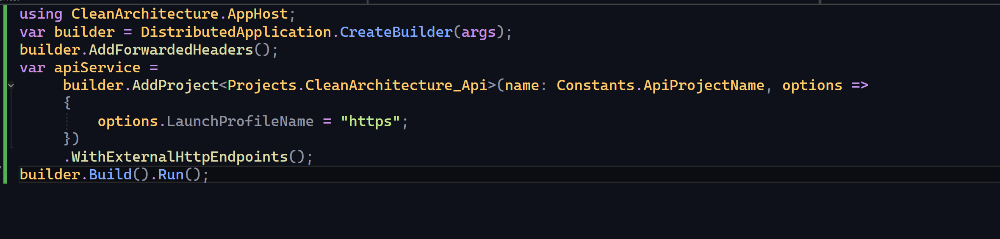 using CleanArchitecture.AppHost;
var builder = DistributedApplication.CreateBuilder(args);
builder.AddForwardedHeaders();
var apiService =
builder.AddProject<Projects.CleanArchitecture_Api>(name: Constants.ApiProjectName, options =>
{
options.LaunchProfileName = "https";
})
.WithExternalHttpEndpoints();
builder.Build().Run();